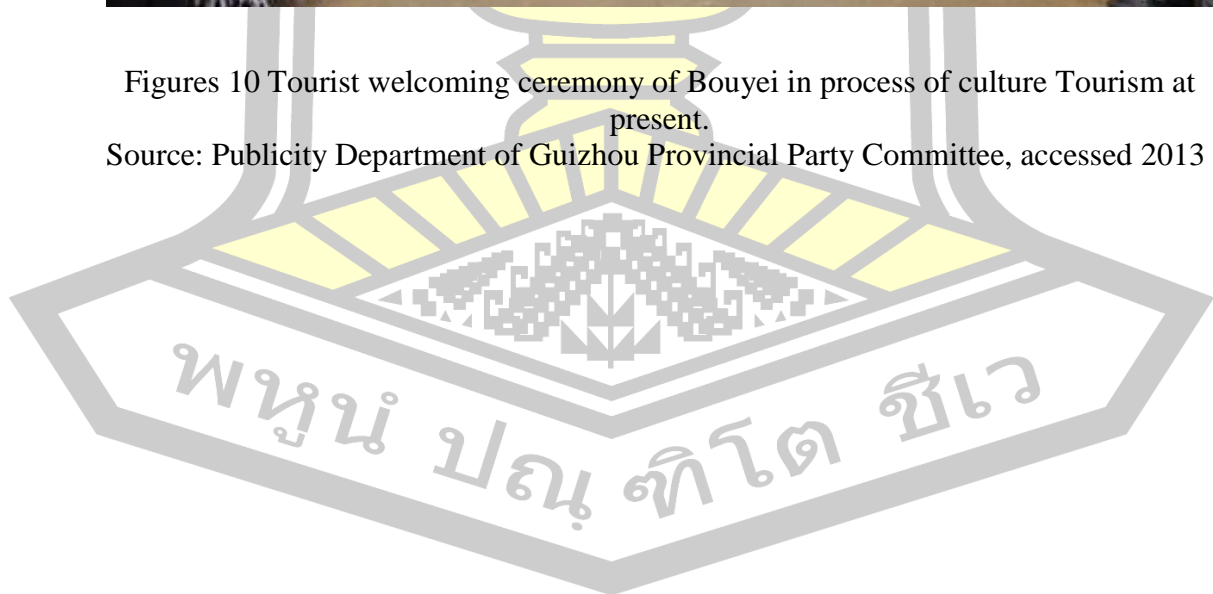 Figures 10 Tourist welcoming ceremony of Bouyei in process of culture Tourism at
present.
Source: Publicity Department of Guizhou Provincial Party Committee, accessed 2013
พหูนํ ปณฺฑิโต ชีเว